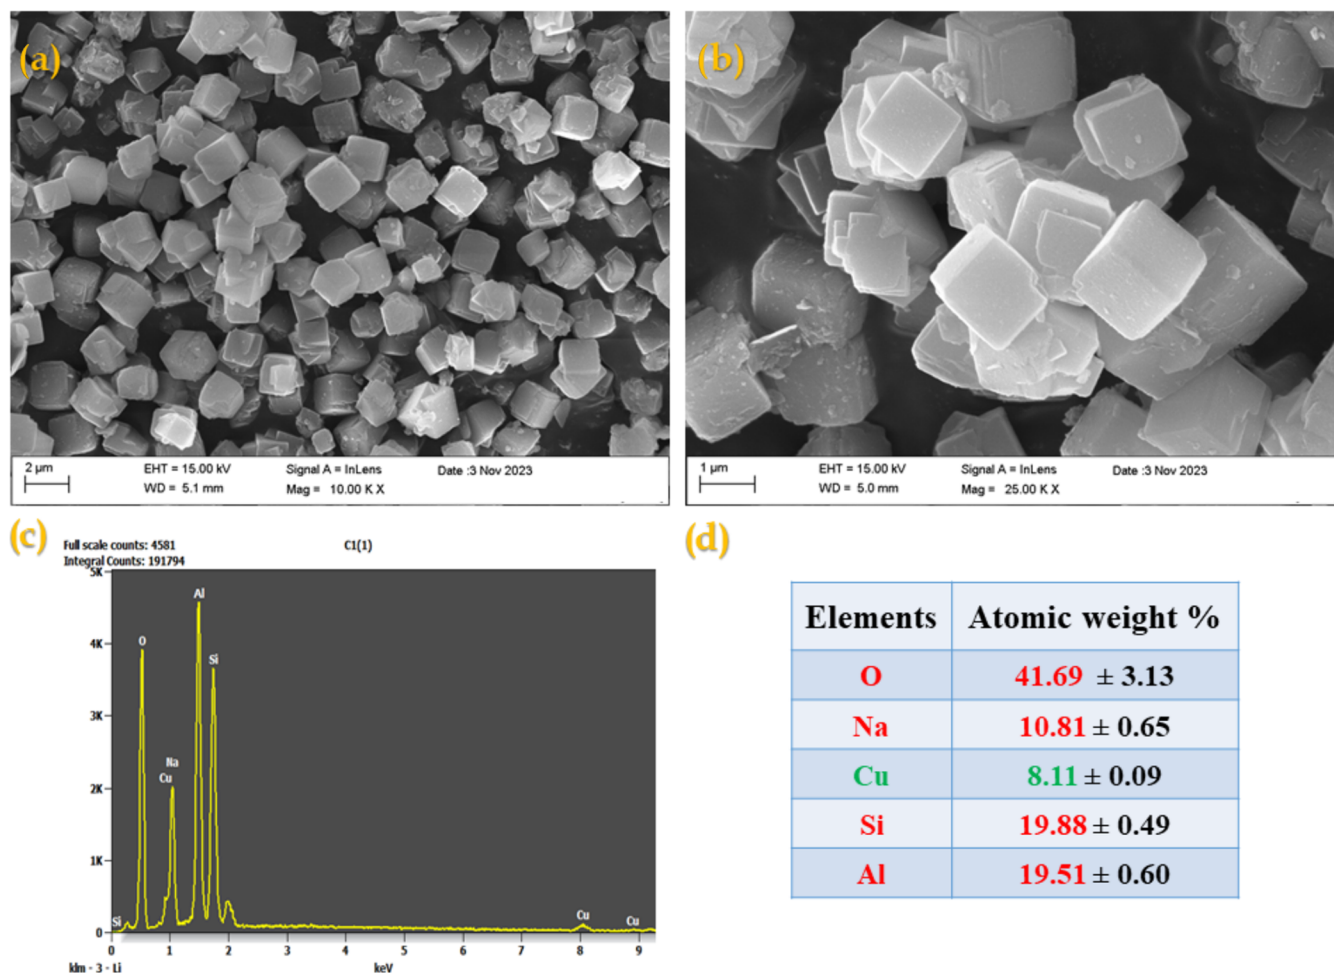 (a)
2 µm
EHT = 15.00 kV
Signal A = InLens
Date :3 Nov 2023
WD = 5.1 mm
Mag = 10.00 K X
(b)
1 µm
EHT = 15.00 kV
Signal A = InLens
Date :3 Nov 2023
WD = 5.0 mm
Mag = 25.00 K X
(c)
Full scale counts: 4581
C1(1)
Integral Counts: 191794
5K
4K
3K
2K
1K
0
O
Cu
Na
Al
Si
Si
Cu
Cu
0 1 2 3 4 5 6 7 8 9
klm - 3 - Li
keV
(d)
Elements Atomic weight %
O 41.69 ± 3.13
Na 10.81 ± 0.65
Cu 8.11 ± 0.09
Si 19.88 ± 0.49
Al 19.51 ± 0.60